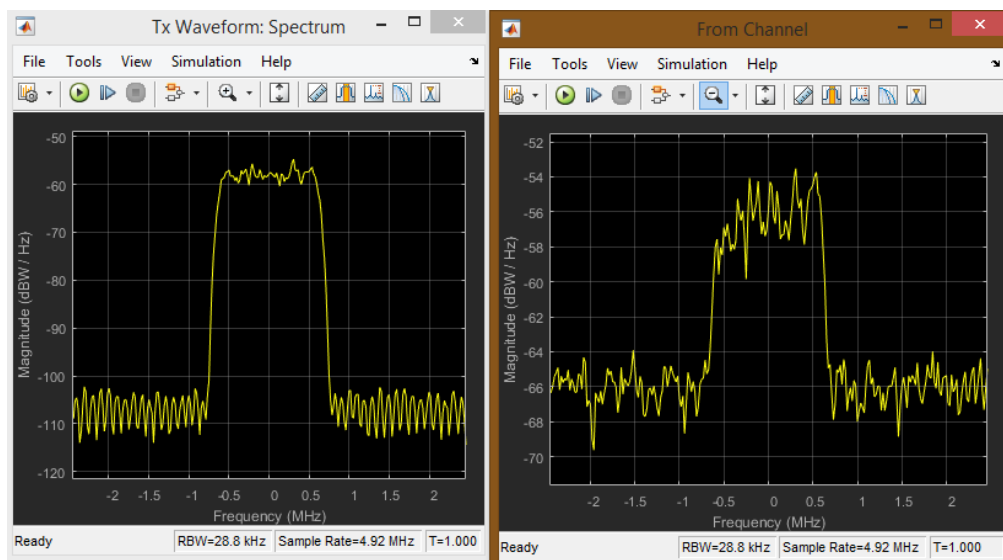 Tx Waveform: Spectrum
File Tools View Simulation Help
-50
-60
-70
-80
-90
-100
-110
-120
Magnitude (dBW / Hz)
-2 -1.5 -1 -0.5 0 0.5 1 1.5 2
Frequency (MHz)
Ready RBW=28.8 kHz Sample Rate=4.92 MHz T=1.000
From Channel
File Tools View Simulation Help
-52
-54
-56
-58
-60
-62
-64
-66
-68
-70
Magnitude (dBW / Hz)
-2 -1.5 -1 -0.5 0 0.5 1 1.5 2
Frequency (MHz)
Ready RBW=28.8 kHz Sample Rate=4.92 MHz T=1.000